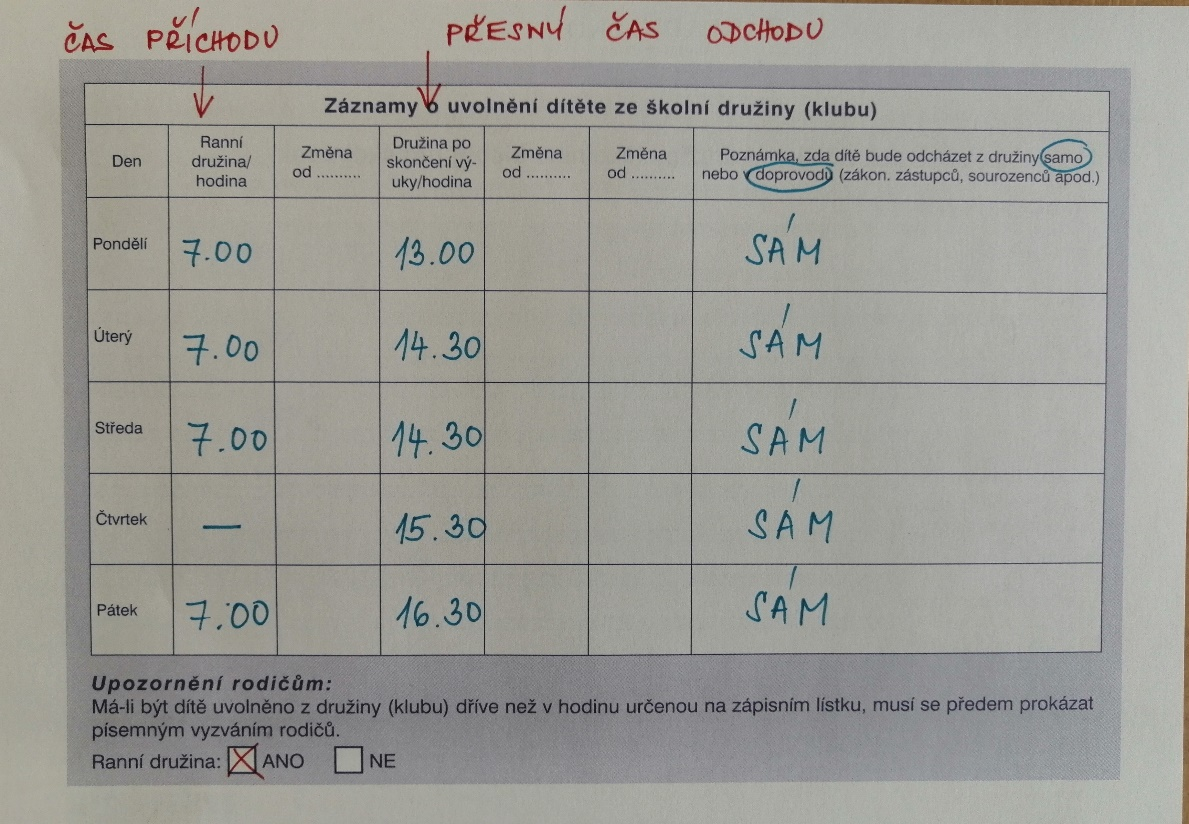 ČAS PŘÍCHODU PŘESNÝ ČAS ODCHODU
Záznamy o uvolnění dítěte ze školní družiny (klubu)
Den
Ranní
družina/
hodina
Změna
od ..........
Družina po
skončení vý-
uky/hodina
Změna
od ..........
Změna
od ..........
Poznámka, zda dítě bude odcházet z družiny samo
nebo v doprovodu (zákon. zástupců, sourozenců apod.)
Pondělí 7.00 13.00 SÁM
Úterý 7.00 14.30 SÁM
Středa 7.00 14.30 SÁM
Čtvrtek — 15.30 SÁM
Pátek 7.00 16.30 SÁM
Upozornění rodičům:
Má-li být dítě uvolněno z družiny (klubu) dříve než v hodinu určenou na zápisním lístku, musí se předem prokázat
písemným vyzváním rodičů.
Ranní družina: ANO NE